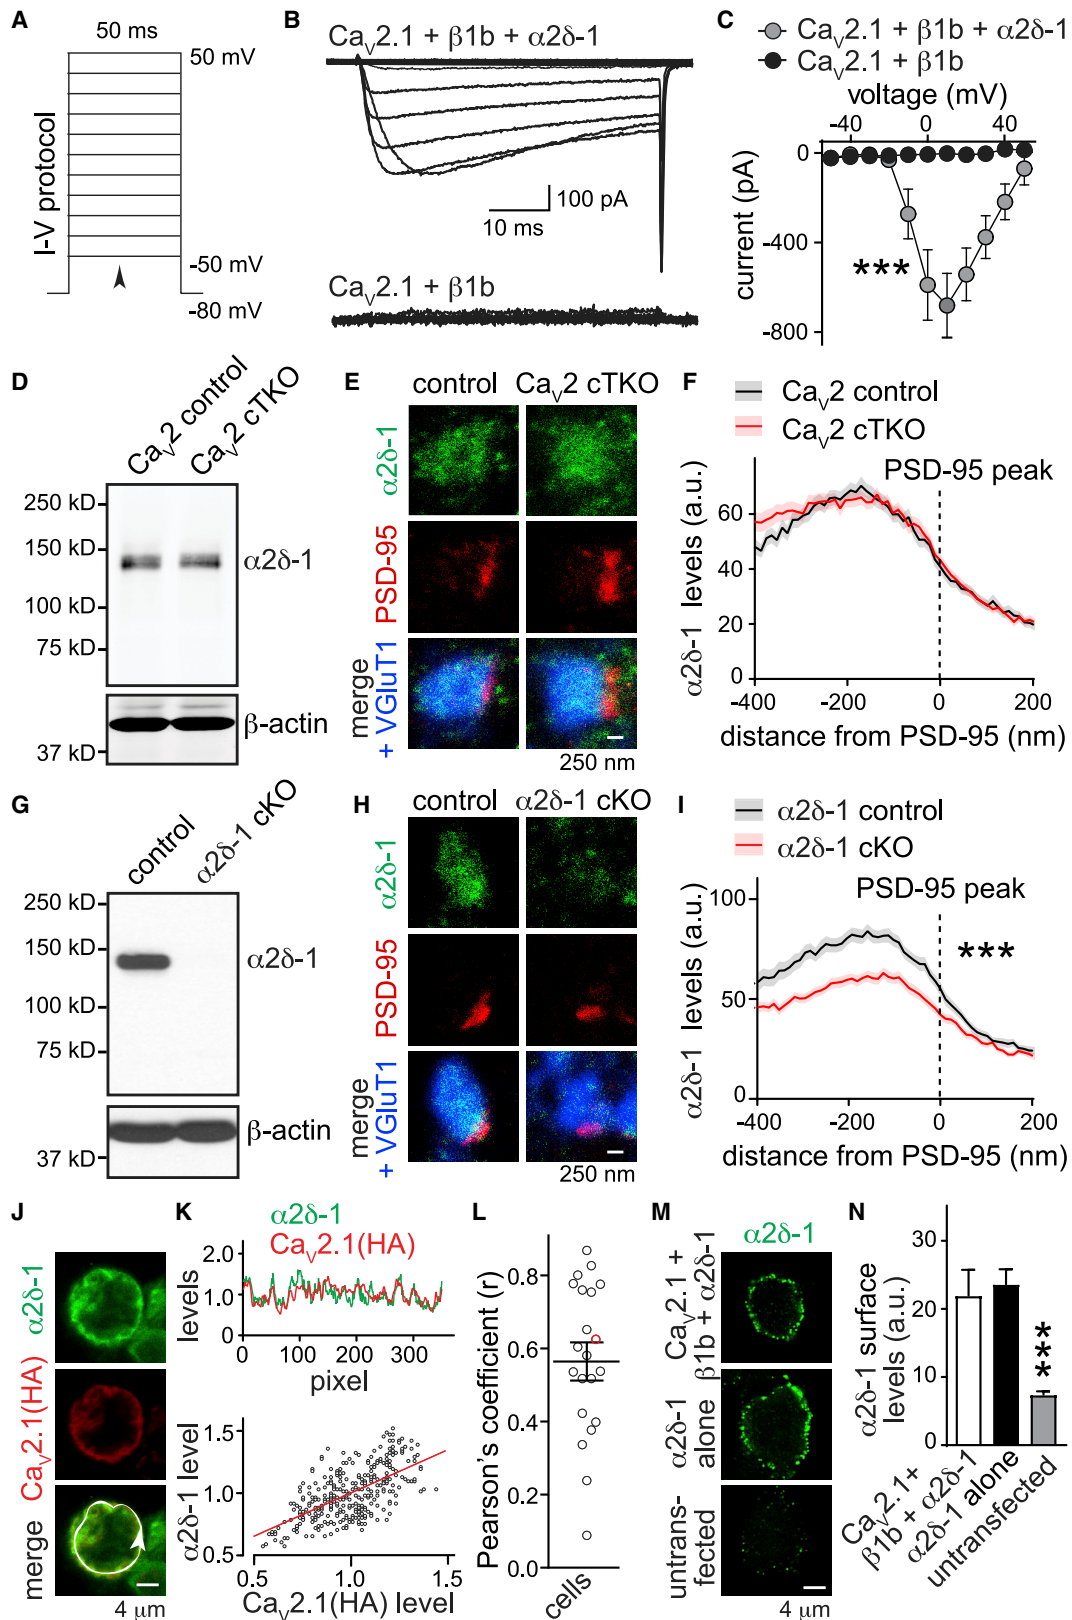 A
50 ms
50 mV
I-V protocol
-50 mV
-80 mV
B
CaV2.1 + β1b + α2δ-1
100 pA
10 ms
CaV2.1 + β1b
C
CaV2.1 + β1b + α2δ-1
CaV2.1 + β1b
voltage (mV)
-40 0 40
0
-400
-800
current (pA)
***
D
CaV2 control
CaV2 cTKO
250 kD
150 kD
100 kD
75 kD
37 kD
α2δ-1
β-actin
E
control CaV2 cTKO
α2δ-1
PSD-95
merge
+ VGluT1
250 nm
F
CaV2 control
CaV2 cTKO
PSD-95 peak
α2δ-1 levels (a.u.)
60
40
20
0
-400 -200 0 200
distance from PSD-95 (nm)
G
control
α2δ-1 cKO
250 kD
150 kD
100 kD
75 kD
37 kD
α2δ-1
β-actin
H
control α2δ-1 cKO
α2δ-1
PSD-95
merge
+ VGluT1
250 nm
I
α2δ-1 control
α2δ-1 cKO
PSD-95 peak
***
α2δ-1 levels (a.u.)
100
50
0
-400 -200 0 200
distance from PSD-95 (nm)
J
α2δ-1
CaV2.1(HA)
merge
4 µm
K
α2δ-1
CaV2.1(HA)
levels
2.0
1.0
0
0 100 200 300
pixel
α2δ-1 level
1.5
1.0
0.5
0.5 1.0 1.5
CaV2.1(HA) level
L
Pearson's coefficient (r)
0.8
0.6
0.4
0.2
0
cells
M
α2δ-1
CaV2.1 +
β1b + α2δ-1
α2δ-1
alone
untrans-
fected
4 µm
N
α2δ-1 surface
levels (a.u.)
30
20
10
0
***
CaV2.1+
β1b + α2δ-1
α2δ-1 alone
untransfected